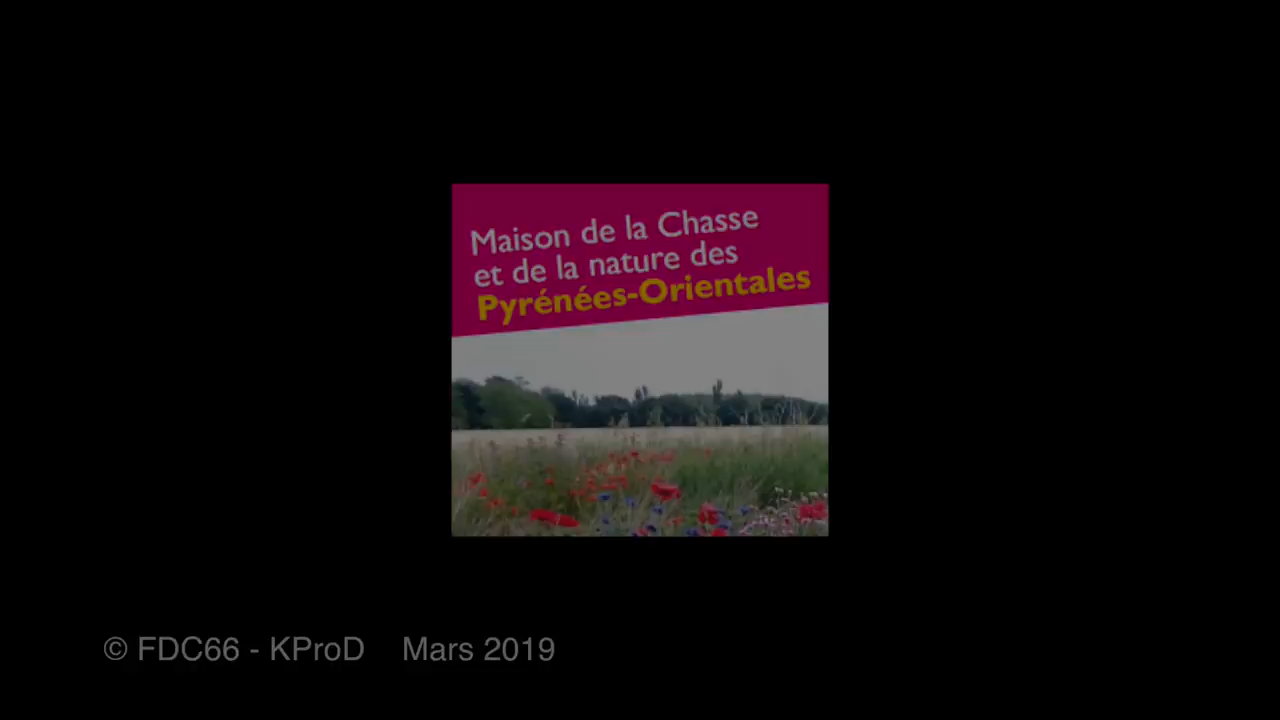 Maison de la Chasse
et de la nature des
Pyrénées-Orientales
© FDC66 - KProD Mars 2019